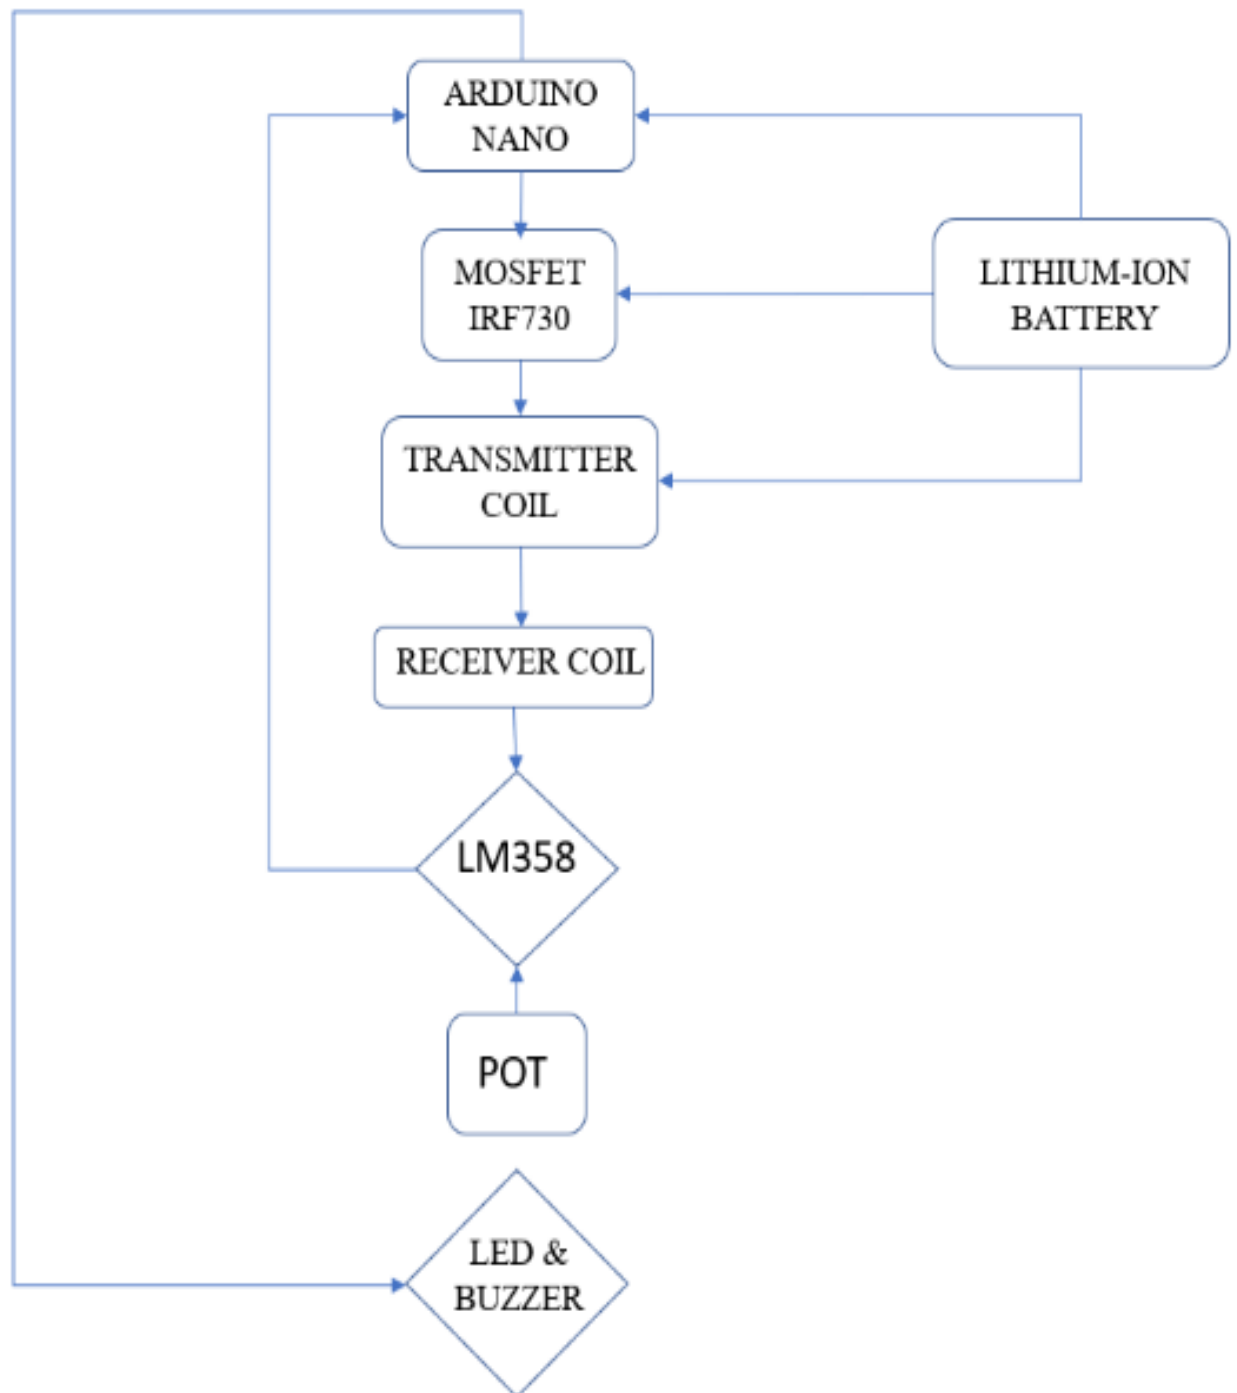 ARDUINO
NANO
MOSFET
IRF730
LITHIUM-ION
BATTERY
TRANSMITTER
COIL
RECEIVER COIL
LM358
POT
LED &
BUZZER